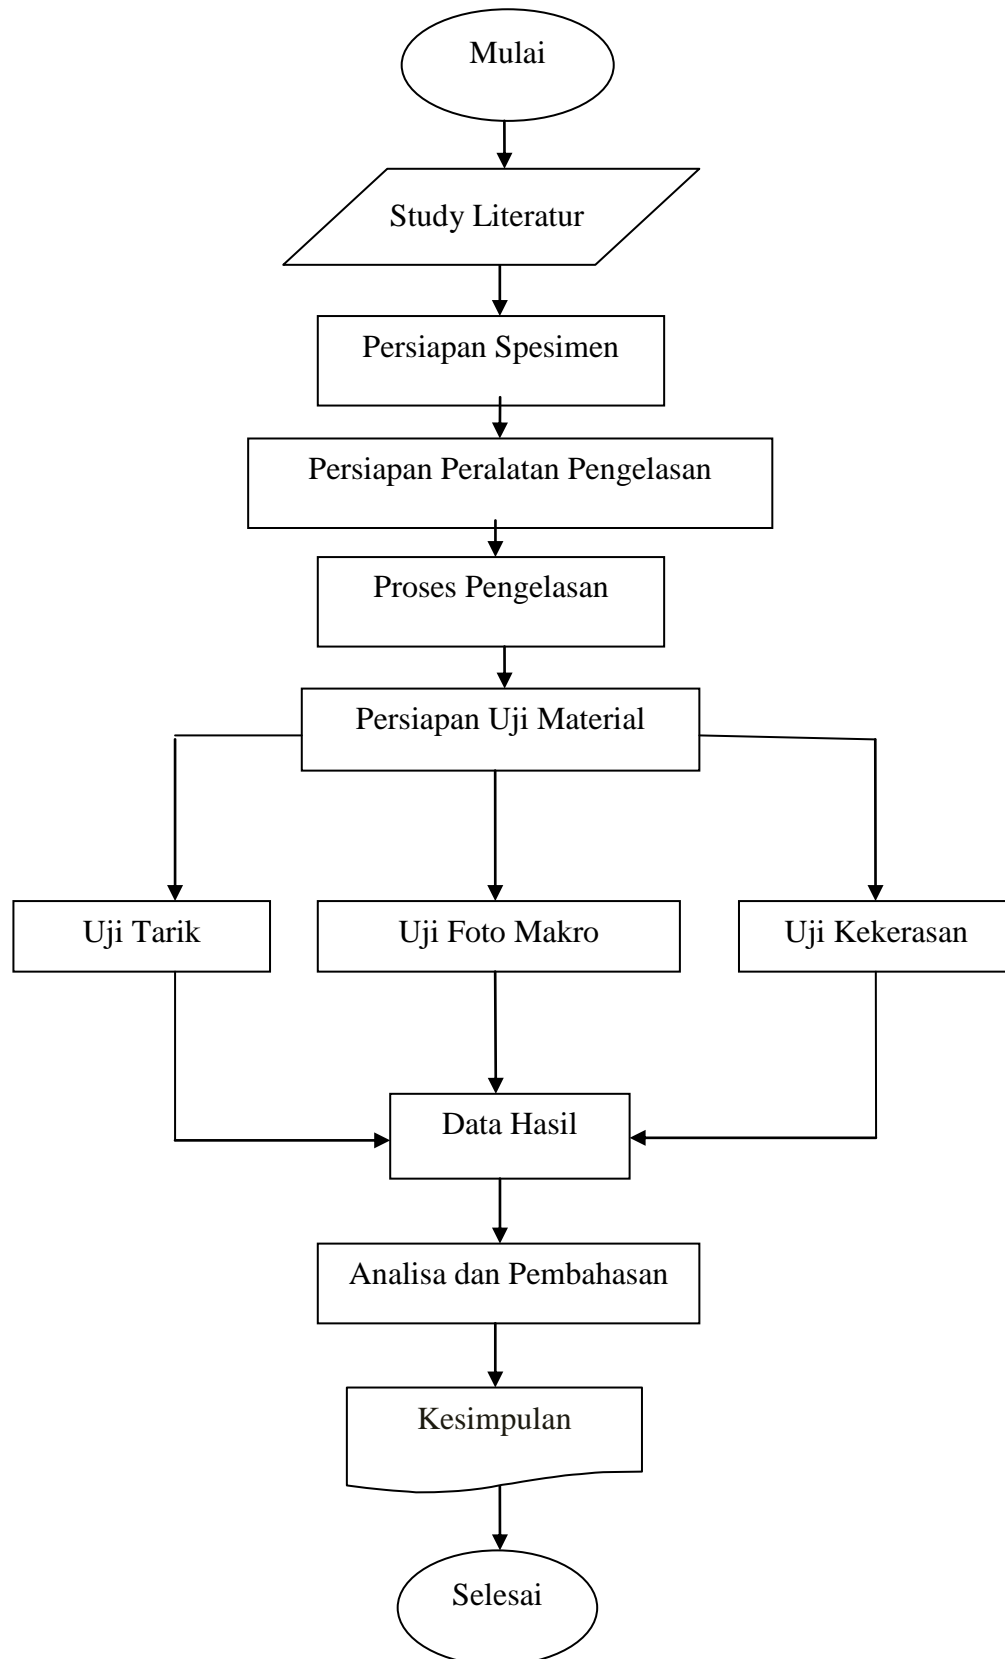 Mulai
Study Literatur
Persiapan Spesimen
Persiapan Peralatan Pengelasan
Proses Pengelasan
Persiapan Uji Material
Uji Tarik
Uji Foto Makro
Uji Kekerasan
Data Hasil
Analisa dan Pembahasan
Kesimpulan
Selesai